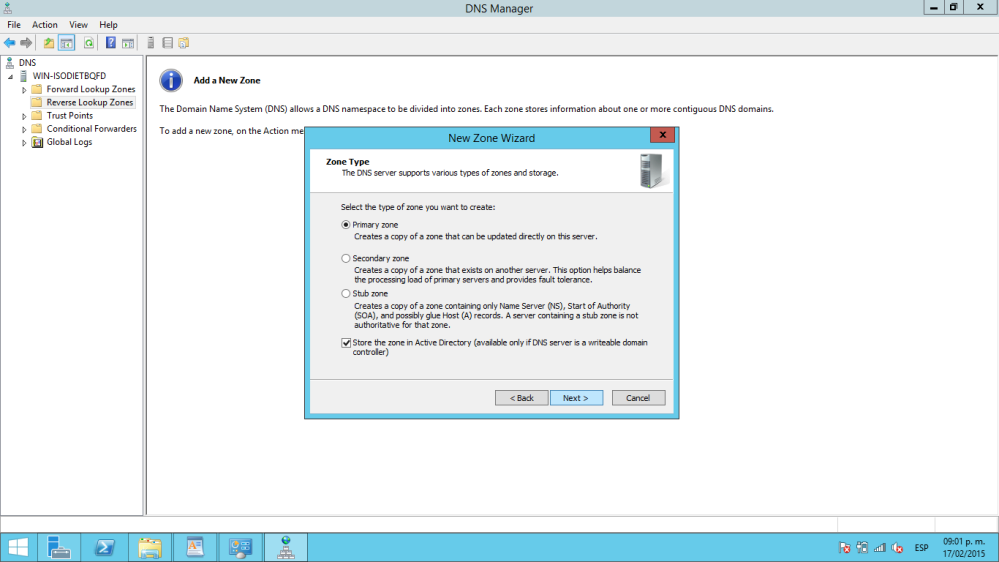 DNS Manager
File Action View Help
DNS
WIN-ISODIETBQFD
Forward Lookup Zones
Reverse Lookup Zones
Trust Points
Conditional Forwarders
Global Logs
Add a New Zone
The Domain Name System (DNS) allows a DNS namespace to be divided into zones. Each zone stores information about one or more contiguous DNS domains.
To add a new zone, on the Action me
New Zone Wizard
X
Zone Type
The DNS server supports various types of zones and storage.
Select the type of zone you want to create:
Primary zone
Creates a copy of a zone that can be updated directly on this server.
Secondary zone
Creates a copy of a zone that exists on another server. This option helps balance
the processing load of primary servers and provides fault tolerance.
Stub zone
Creates a copy of a zone containing only Name Server (NS), Start of Authority
(SOA), and possibly glue Host (A) records. A server containing a stub zone is not
authoritative for that zone.
Store the zone in Active Directory (available only if DNS server is a writeable domain
controller)
< Back Next > Cancel
ESP
09:01 p. m.
17/02/2015